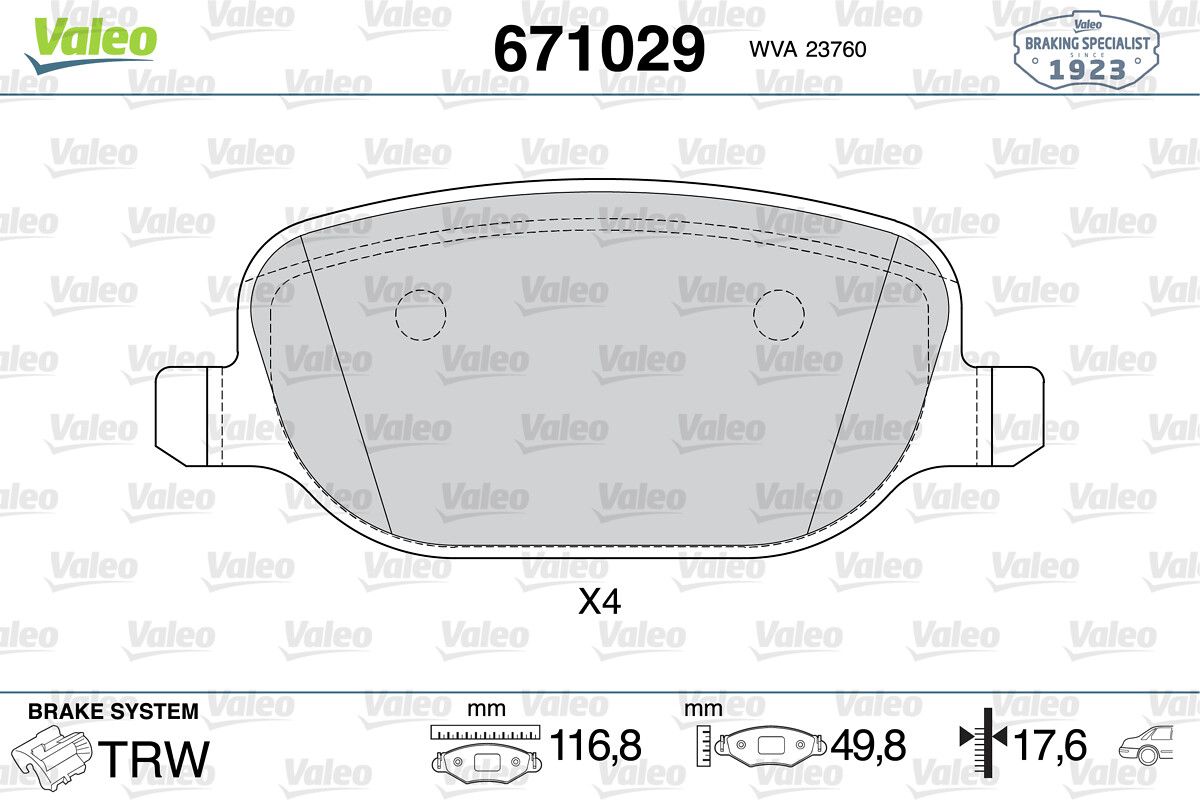 Valeo
671029
WVA 23760
Valeo
BRAKING SPECIALIST
SINCE
1923
X4
BRAKE SYSTEM
TRW
mm
116,8
mm
49,8
17,6